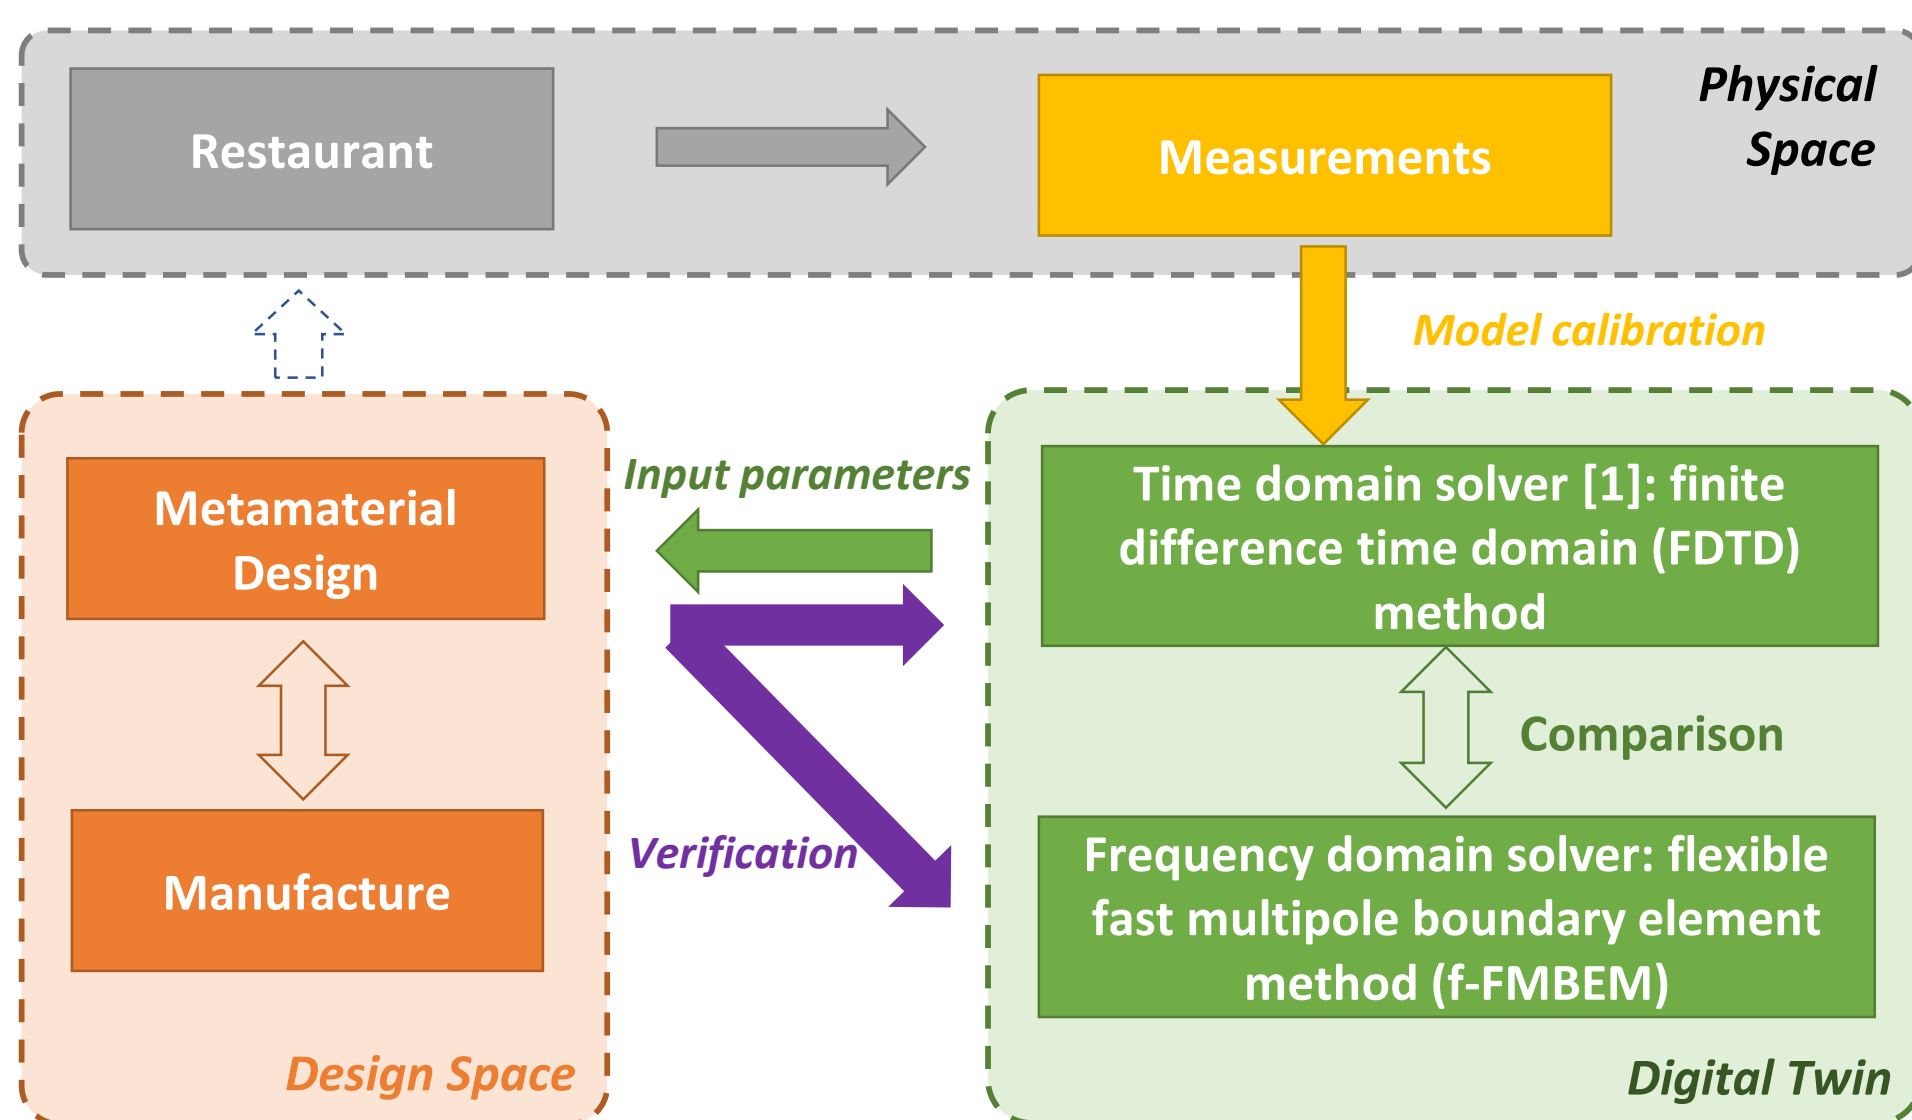 Restaurant
Measurements
Physical
Space
Model calibration
Metamaterial
Design
Input parameters
Time domain solver [1]: finite
difference time domain (FDTD)
method
Comparison
Manufacture
Verification
Frequency domain solver: flexible
fast multipole boundary element
method (f-FMBEM)
Design Space
Digital Twin